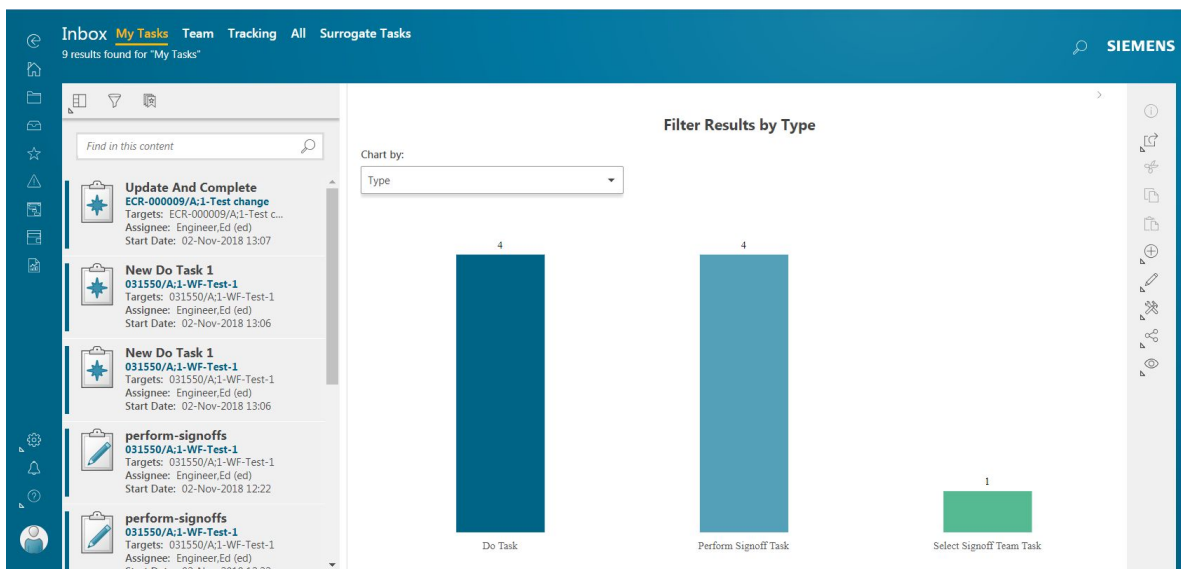 Inbox My Tasks Team Tracking All Surrogate Tasks
9 results found for "My Tasks"
SIEMENS
Find in this content
Update And Complete
ECR-000009/A;1-Test change
Targets: ECR-000009/A;1-Test c...
Assignee: Engineer,Ed (ed)
Start Date: 02-Nov-2018 13:07
New Do Task 1
031550/A;1-WF-Test-1
Targets: 031550/A;1-WF-Test-1
Assignee: Engineer,Ed (ed)
Start Date: 02-Nov-2018 13:06
New Do Task 1
031550/A;1-WF-Test-1
Targets: 031550/A;1-WF-Test-1
Assignee: Engineer,Ed (ed)
Start Date: 02-Nov-2018 13:06
perform-signoffs
031550/A;1-WF-Test-1
Targets: 031550/A;1-WF-Test-1
Assignee: Engineer,Ed (ed)
Start Date: 02-Nov-2018 12:22
perform-signoffs
031550/A;1-WF-Test-1
Targets: 031550/A;1-WF-Test-1
Assignee: Engineer,Ed (ed)
Filter Results by Type
Chart by:
Type
4
4
1
Do Task
Perform Signoff Task
Select Signoff Team Task